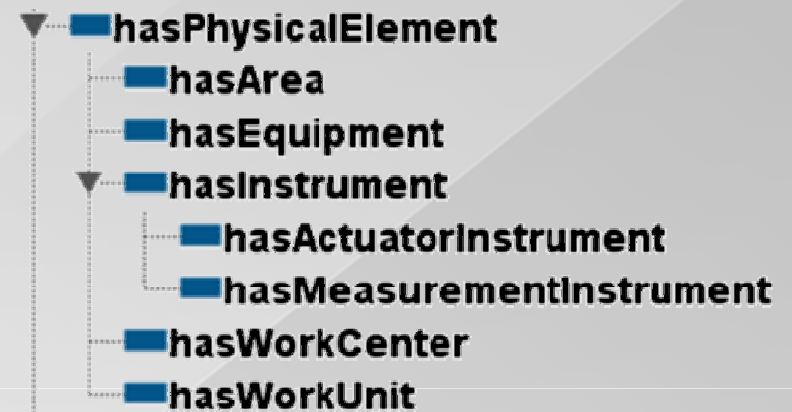 hasPhysicalElement
hasArea
hasEquipment
hasInstrument
hasActuatorInstrument
hasMeasurementInstrument
hasWorkCenter
hasWorkUnit